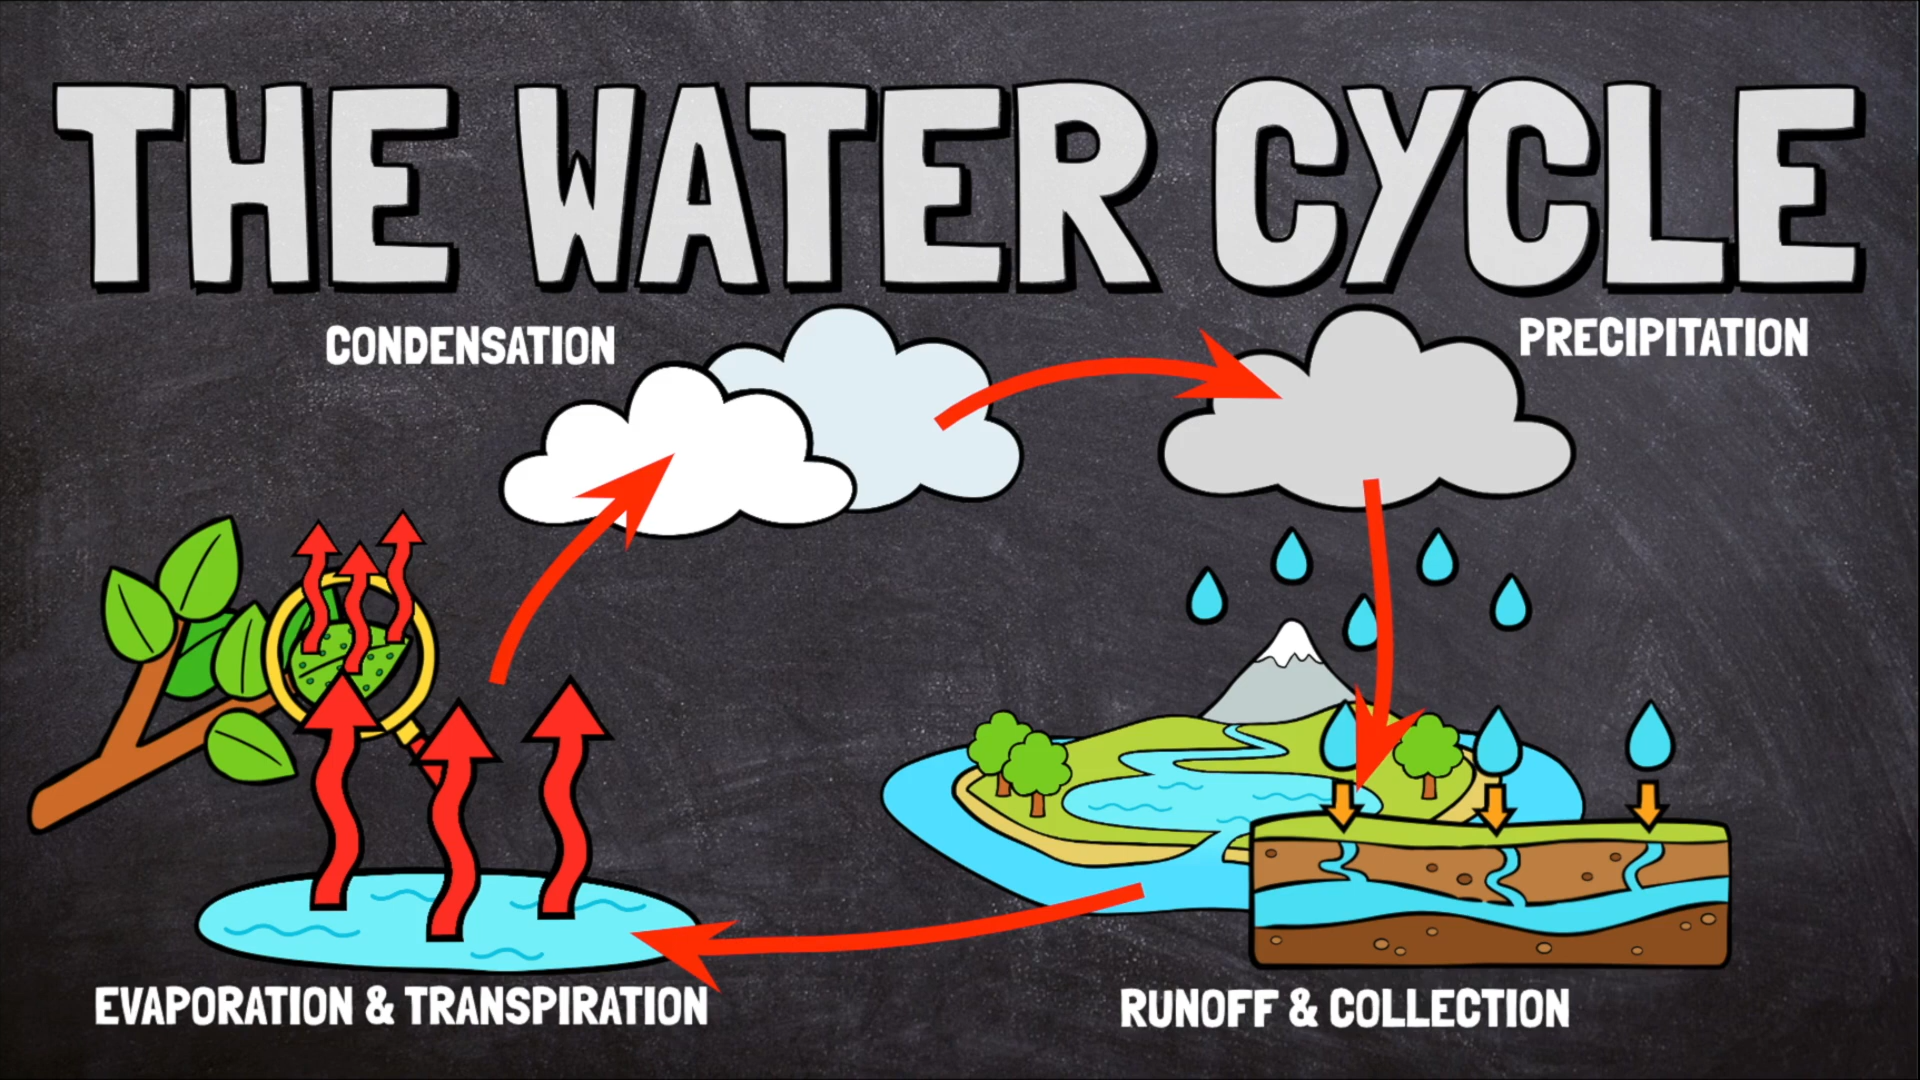 THE WATER CYCLE
CONDENSATION
PRECIPITATION
EVAPORATION & TRANSPIRATION
RUNOFF & COLLECTION